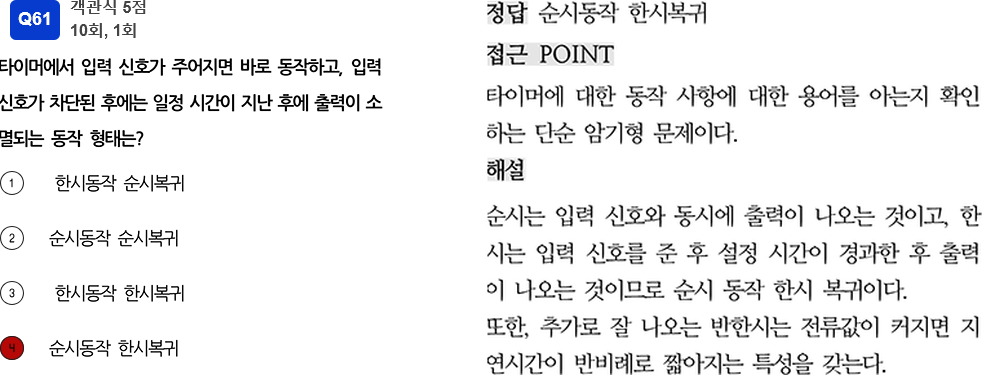 Q61
객관식 5점
10회, 1회
타이머에서 입력 신호가 주어지면 바로 동작하고, 입력
신호가 차단된 후에는 일정 시간이 지난 후에 출력이 소
멸되는 동작 형태는?
1 한시동작 순시복귀
2 순시동작 순시복귀
3 한시동작 한시복귀
4 순시동작 한시복귀
정답 순시동작 한시복귀
접근 POINT
타이머에 대한 동작 사항에 대한 용어를 아는지 확인
하는 단순 암기형 문제이다.
해설
순시는 입력 신호와 동시에 출력이 나오는 것이고, 한
시는 입력 신호를 준 후 설정 시간이 경과한 후 출력
이 나오는 것이므로 순시 동작 한시 복귀이다.
또한, 추가로 잘 나오는 반한시는 전류값이 커지면 지
연시간이 반비례로 짧아지는 특성을 갖는다.